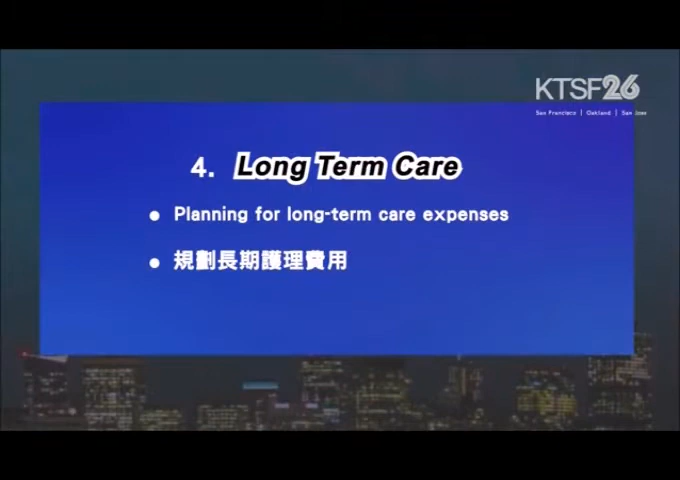 KTSF26
San Francisco | Oakland | San Jose
4. Long Term Care
● Planning for long-term care expenses
● 規劃長期護理費用